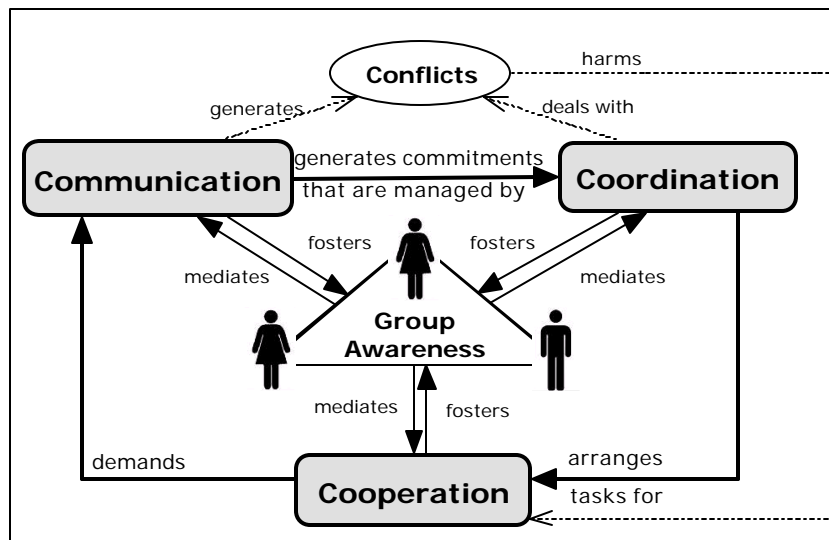 Conflicts
harms
generates
deals with
Communication
generates commitments
that are managed by
Coordination
fosters
mediates
fosters
mediates
Group
Awareness
mediates
fosters
demands
Cooperation
arranges
tasks for